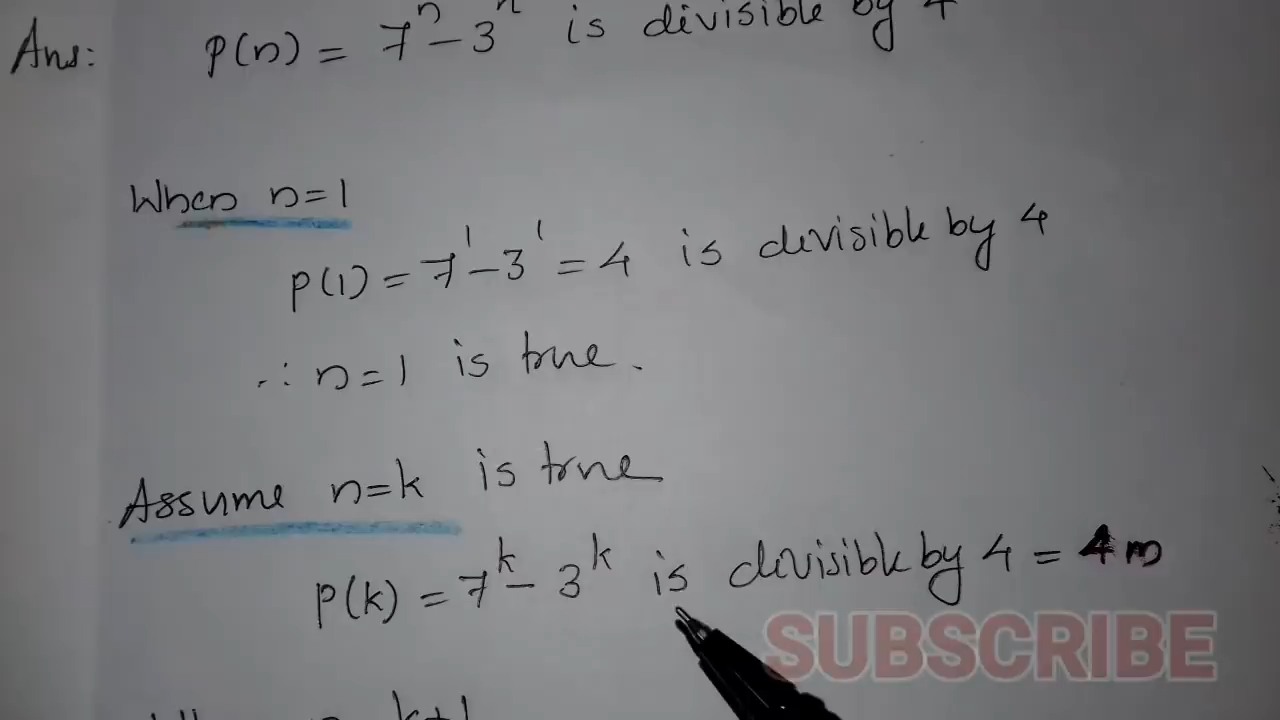 Ans: P(n) = 7ⁿ - 3ⁿ is divisible by 4
When n=1
P(1) = 7¹ - 3¹ = 4 is divisible by 4
∴ n=1 is true.
Assume n=k is true
P(k) = 7ᵏ - 3ᵏ is divisible by 4 = 4m
SUBSCRIBE
k+1